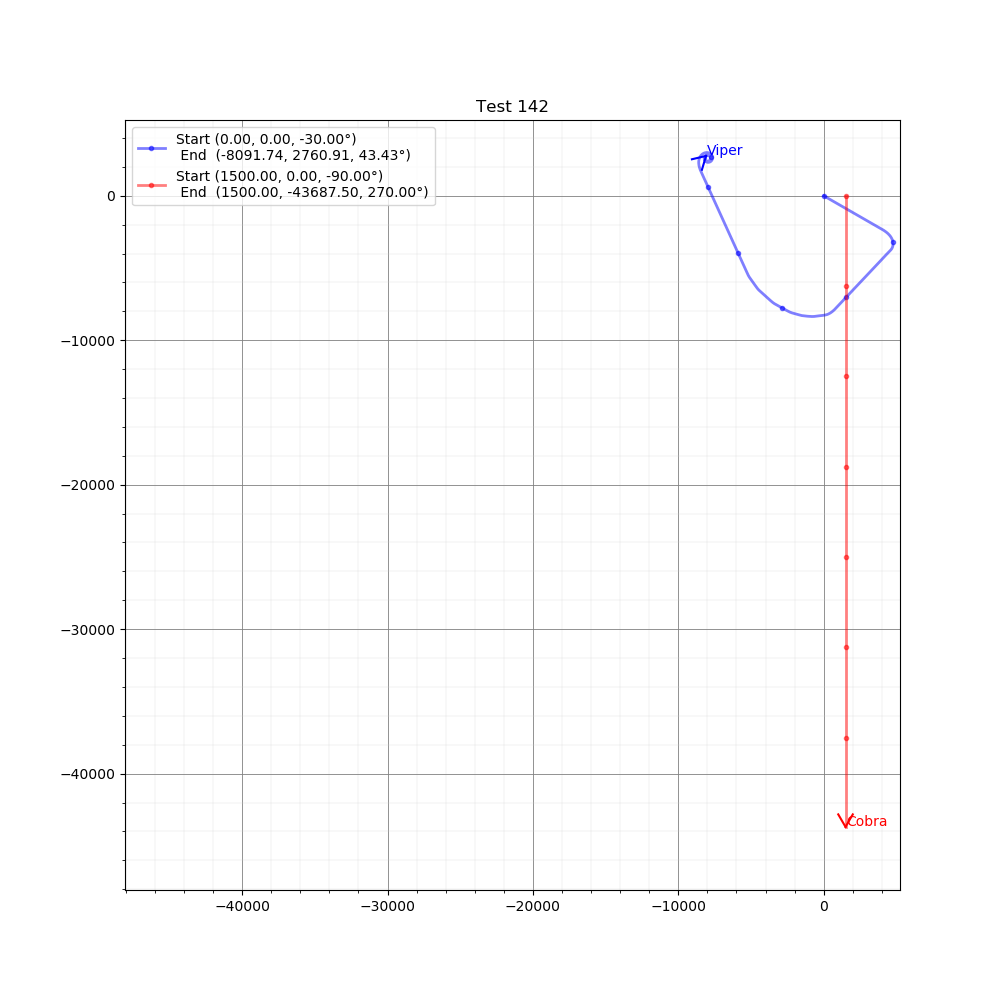 Test 142
Start (0.00, 0.00, -30.00°)
End (-8091.74, 2760.91, 43.43°)
Start (1500.00, 0.00, -90.00°)
End (1500.00, -43687.50, 270.00°)
Viper
Cobra
0
−10000
−20000
−30000
−40000
−40000 −30000 −20000 −10000 0